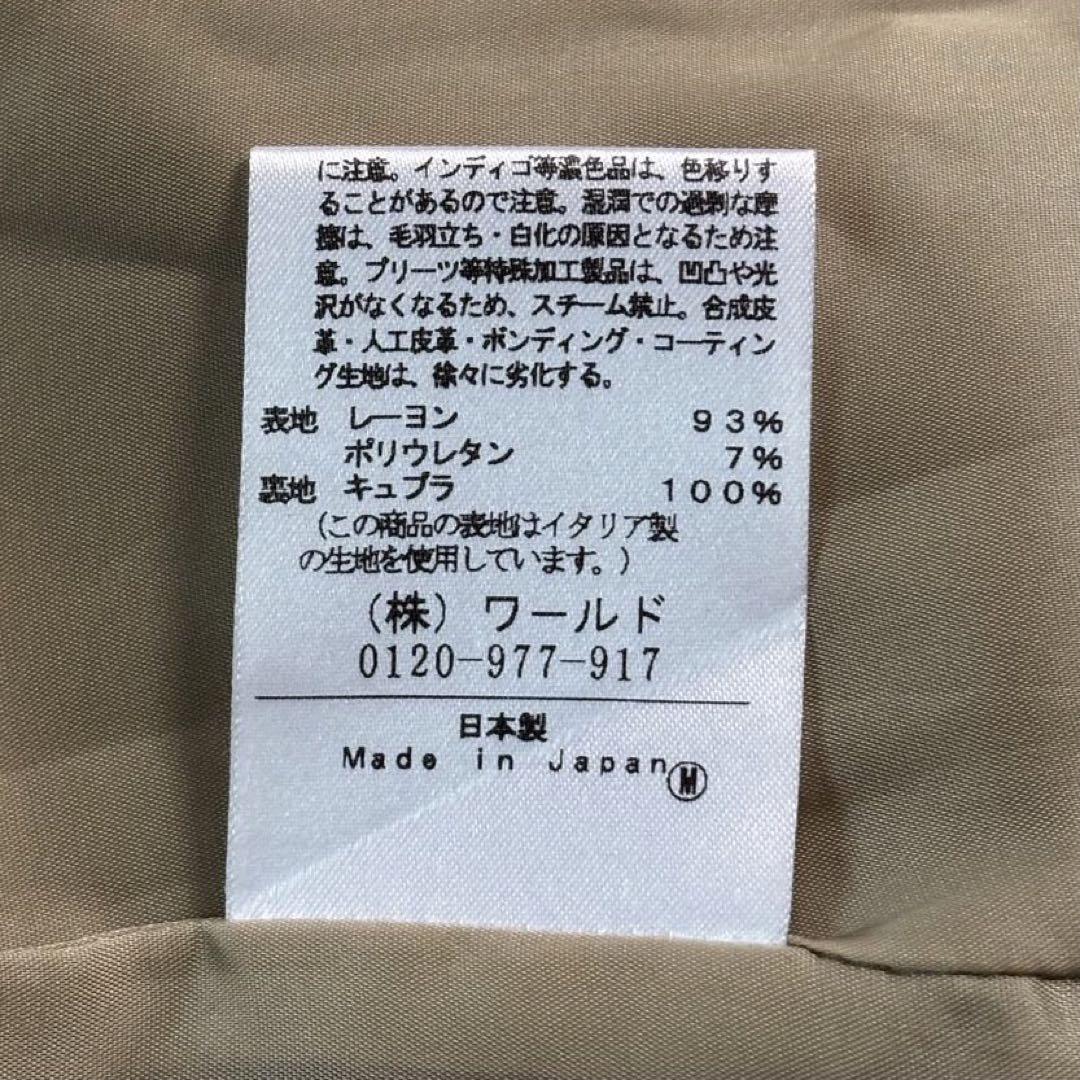 に注意。インディゴ等濃色品は、色移りす
ることがあるので注意。湿潤での過剰な摩
擦は、毛羽立ち・白化の原因となるため注
意。プリーツ等特殊加工製品は、凹凸や光
沢がなくなるため、スチーム禁止。合成皮
革・人工皮革・ボンディング・コーティン
グ生地は、徐々に劣化する。
表地 レーヨン 93%
ポリウレタン 7%
裏地 キュプラ 100%
(この商品の表地はイタリア製
の生地を使用しています。)
(株) ワールド
0120-977-917
日本製
Made in Japan Ⓜ